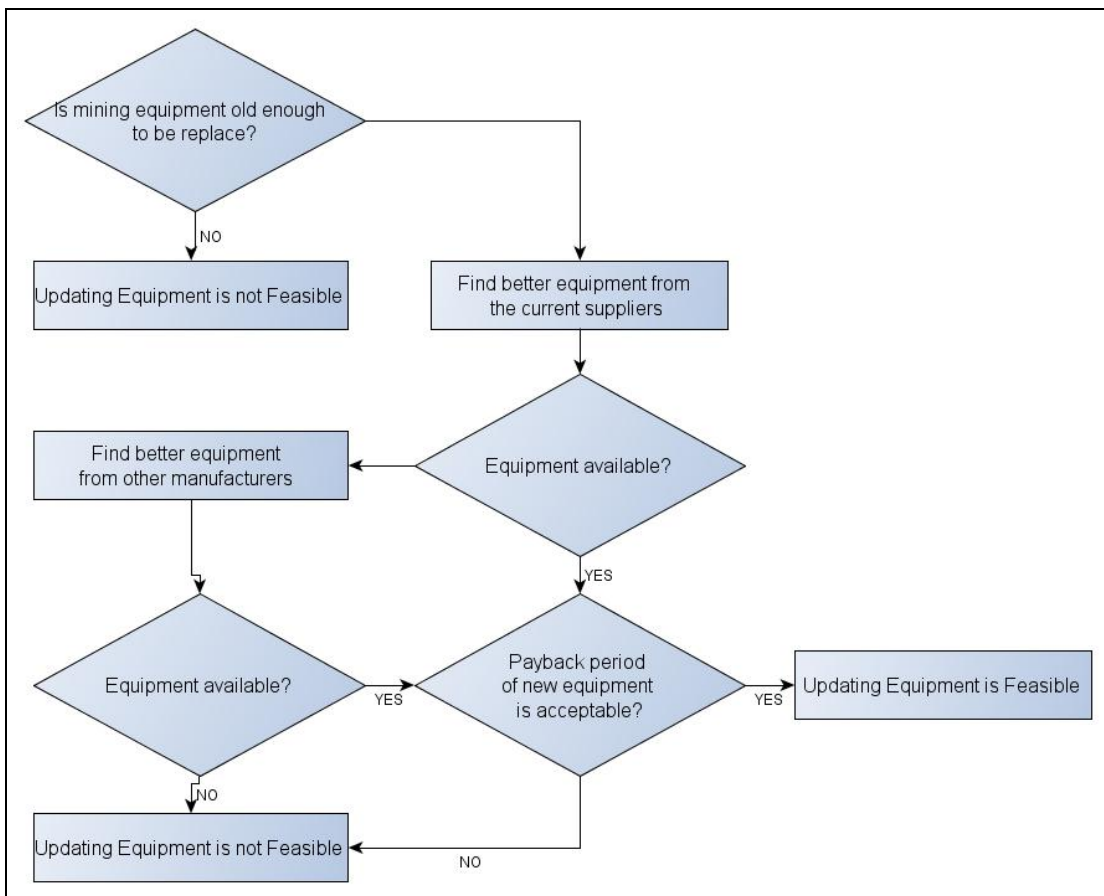 Is mining equipment old enough
to be replace?
NO
Updating Equipment is not Feasible
Find better equipment from
the current suppliers
Equipment available?
Find better equipment
from other manufacturers
YES
Equipment available?
YES
Payback period
of new equipment
is acceptable?
YES
Updating Equipment is Feasible
NO
Updating Equipment is not Feasible
NO